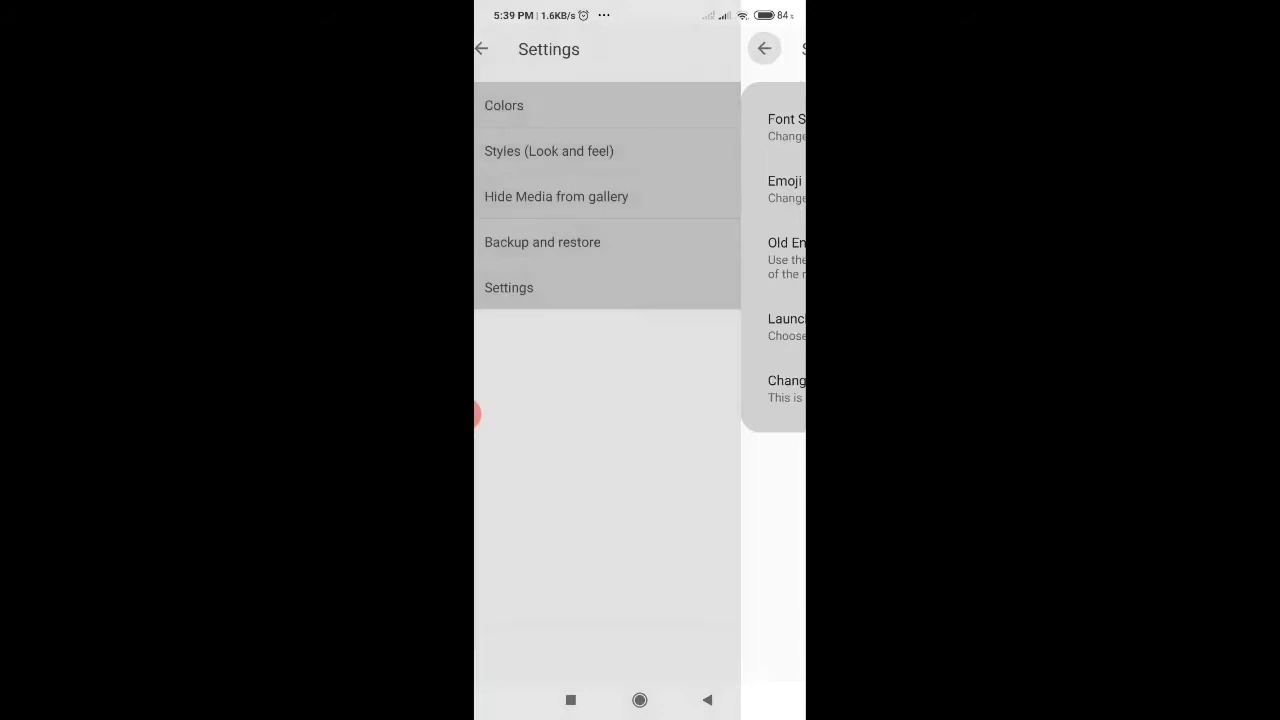 5:39 PM | 1.6KB/s ...
84
Settings
Colors
Styles (Look and feel)
Hide Media from gallery
Backup and restore
Settings
Font S
Change
Emoji
Change
Old Em
Use the
of the
Launc
Choose
Chang
This is